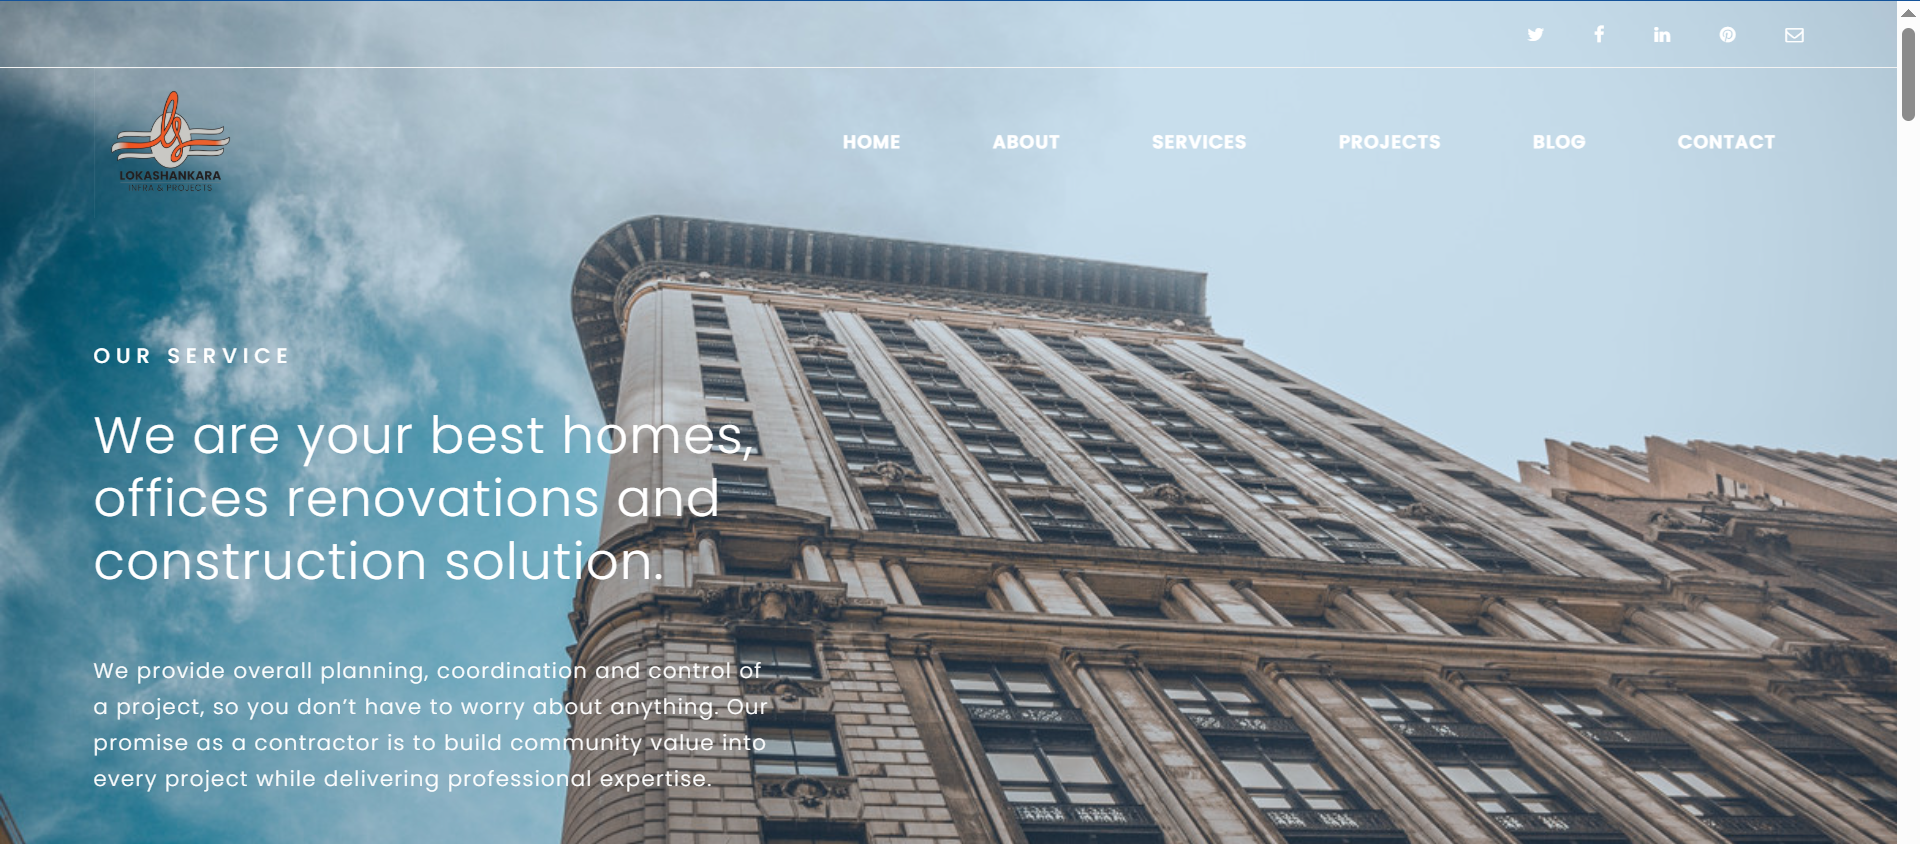 LOKASHANKARA
INFRA & PROJECTS
HOME ABOUT SERVICES PROJECTS BLOG CONTACT
OUR SERVICE
We are your best homes,
offices renovations and
construction solution.
We provide overall planning, coordination and control of
a project, so you don’t have to worry about anything. Our
promise as a contractor is to build community value into
every project while delivering professional expertise.